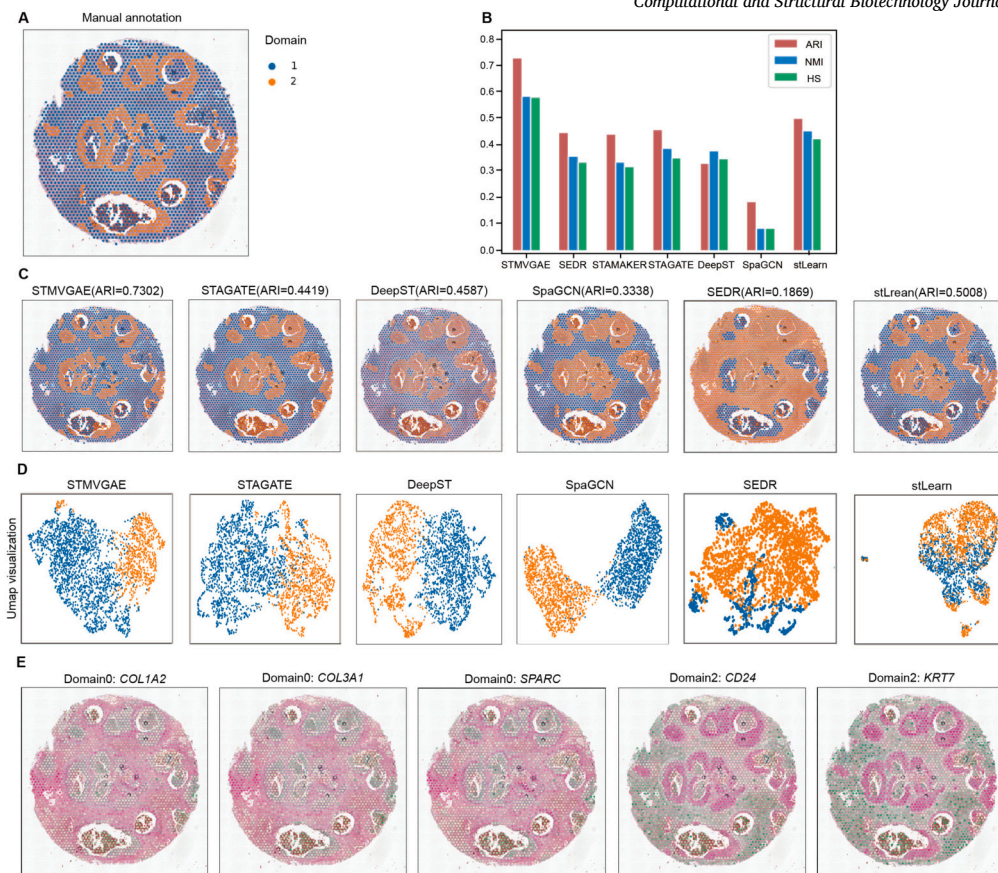 Computational and Structural Biotechnology Journa
A
Manual annotation
Domain
1
2
B
0.8
0.7
0.6
0.5
0.4
0.3
0.2
0.1
0.0
ARI
NMI
HS
STMVGAE SEDR STAMAKER STAGATE DeepST SpaGCN stLearn
C
STMVGAE(ARI=0.7302) STAGATE(ARI=0.4419) DeepST(ARI=0.4587) SpaGCN(ARI=0.3338) SEDR(ARI=0.1869) stLrean(ARI=0.5008)
D
STMVGAE STAGATE DeepST SpaGCN SEDR stLearn
Umap visualization
E
Domain0: COL1A2 Domain0: COL3A1 Domain0: SPARC Domain2: CD24 Domain2: KRT7